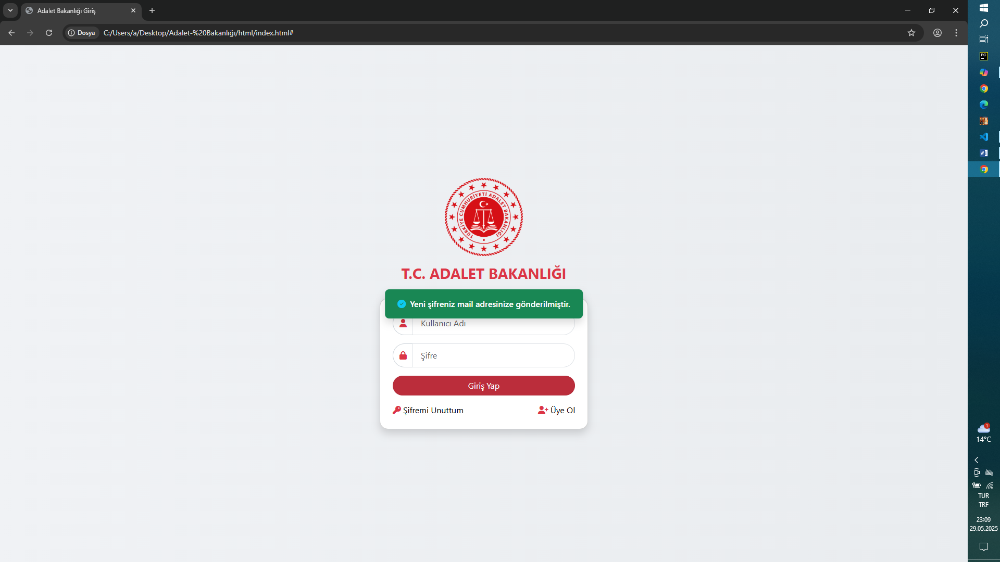 Adalet Bakanlığı Giriş
Dosya
C:/Users/a/Desktop/Adalet-%20Bakanlığı/html/index.html#
PC
W
TÜRKİYE CUMHURİYETİ ADALET BAKANLIĞI
T.C. ADALET BAKANLIĞI
Yeni şifreniz mail adresinize gönderilmiştir.
Kullanıcı Adı
Şifre
Giriş Yap
Şifremi Unuttum
Üye Ol
1
14°C
TUR
TRF
23:09
29.05.2025